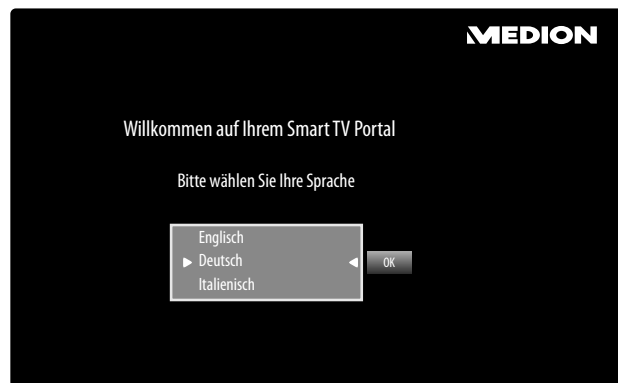 MEDION
Willkommen auf Ihrem Smart TV Portal
Bitte wählen Sie Ihre Sprache
Englisch
Deutsch
OK
Italienisch